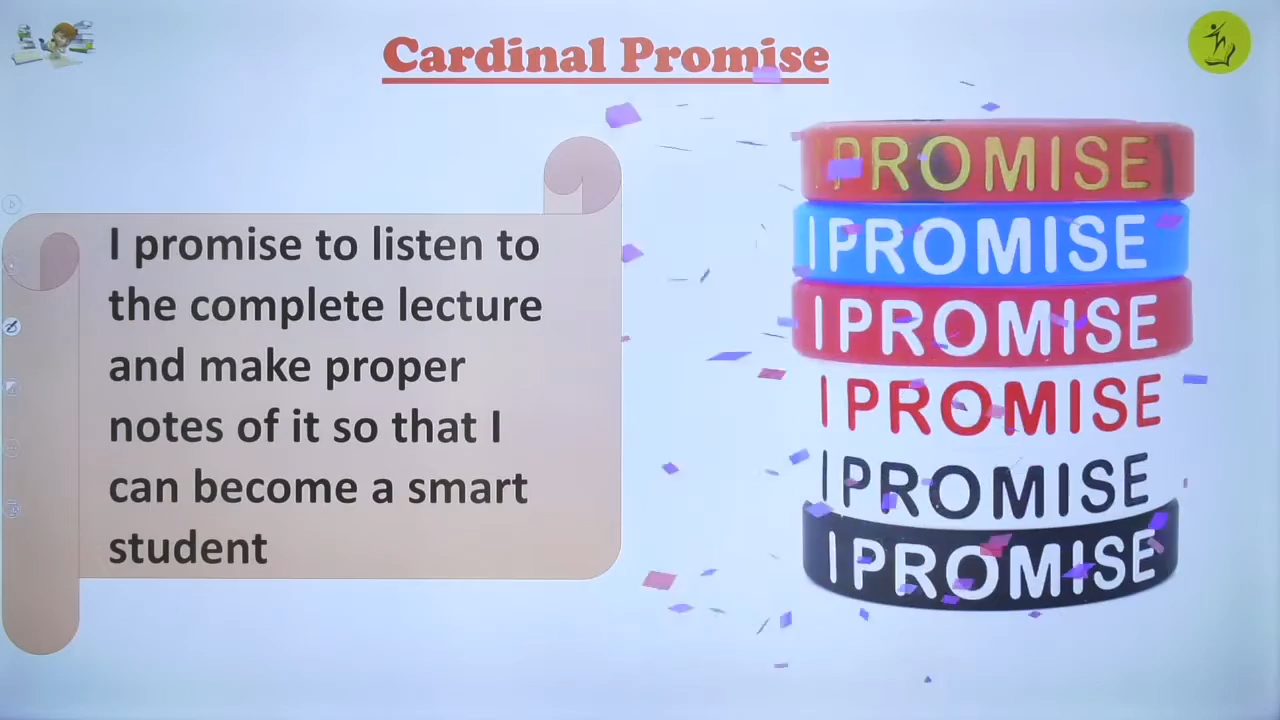 Cardinal Promise
I promise to listen to
the complete lecture
and make proper
notes of it so that I
can become a smart
student
PROMISE
I PROMISE
I PROMISE
I PROMISE
I PROMISE
I PROMISE